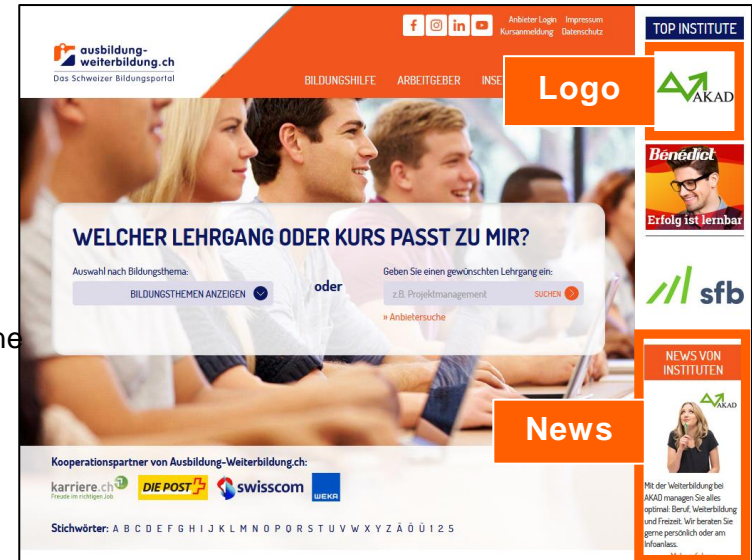 ausbildung-
weiterbildung.ch
Das Schweizer Bildungsportal
Anbieter Login Impressum
Kursanmeldung Datenschutz
BILDUNGSHILFE ARBEITGEBER
Logo
TOP INSTITUTE
AKAD
Bénédict
Erfolg ist lernbar
sfb
WELCHER LEHRGANG ODER KURS PASST ZU MIR?
Auswahl nach Bildungsthema:
BILDUNGSTHEMEN ANZEIGEN
oder
Geben Sie einen gewünschten Lehrgang ein:
z.B. Projektmanagement SUCHEN
» Anbietersuche
ne
NEWS VON
INSTITUTEN
AKAD
News
Mit der Weiterbildung bei
AKAD managen Sie alles
optimal: Beruf, Weiterbildung
und Freizeit. Wir beraten Sie
gerne persönlich oder am
Infoanlass.
Kooperationspartner von Ausbildung-Weiterbildung.ch:
karriere.ch
Freude im richtigen Job
DIE POST
swisscom
WEKA
Stichwörter: A B C D E F G H I J K L M N O P Q R S T U V W X Y Z Ä Ö Ü 1 2 5